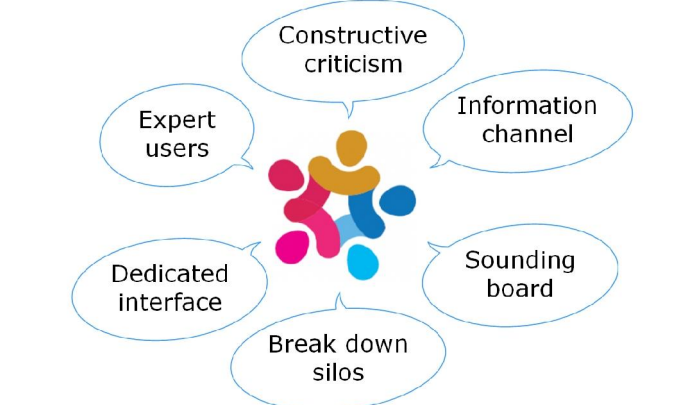 Constructive
criticism
Information
channel
Expert
users
Sounding
board
Dedicated
interface
Break down
silos